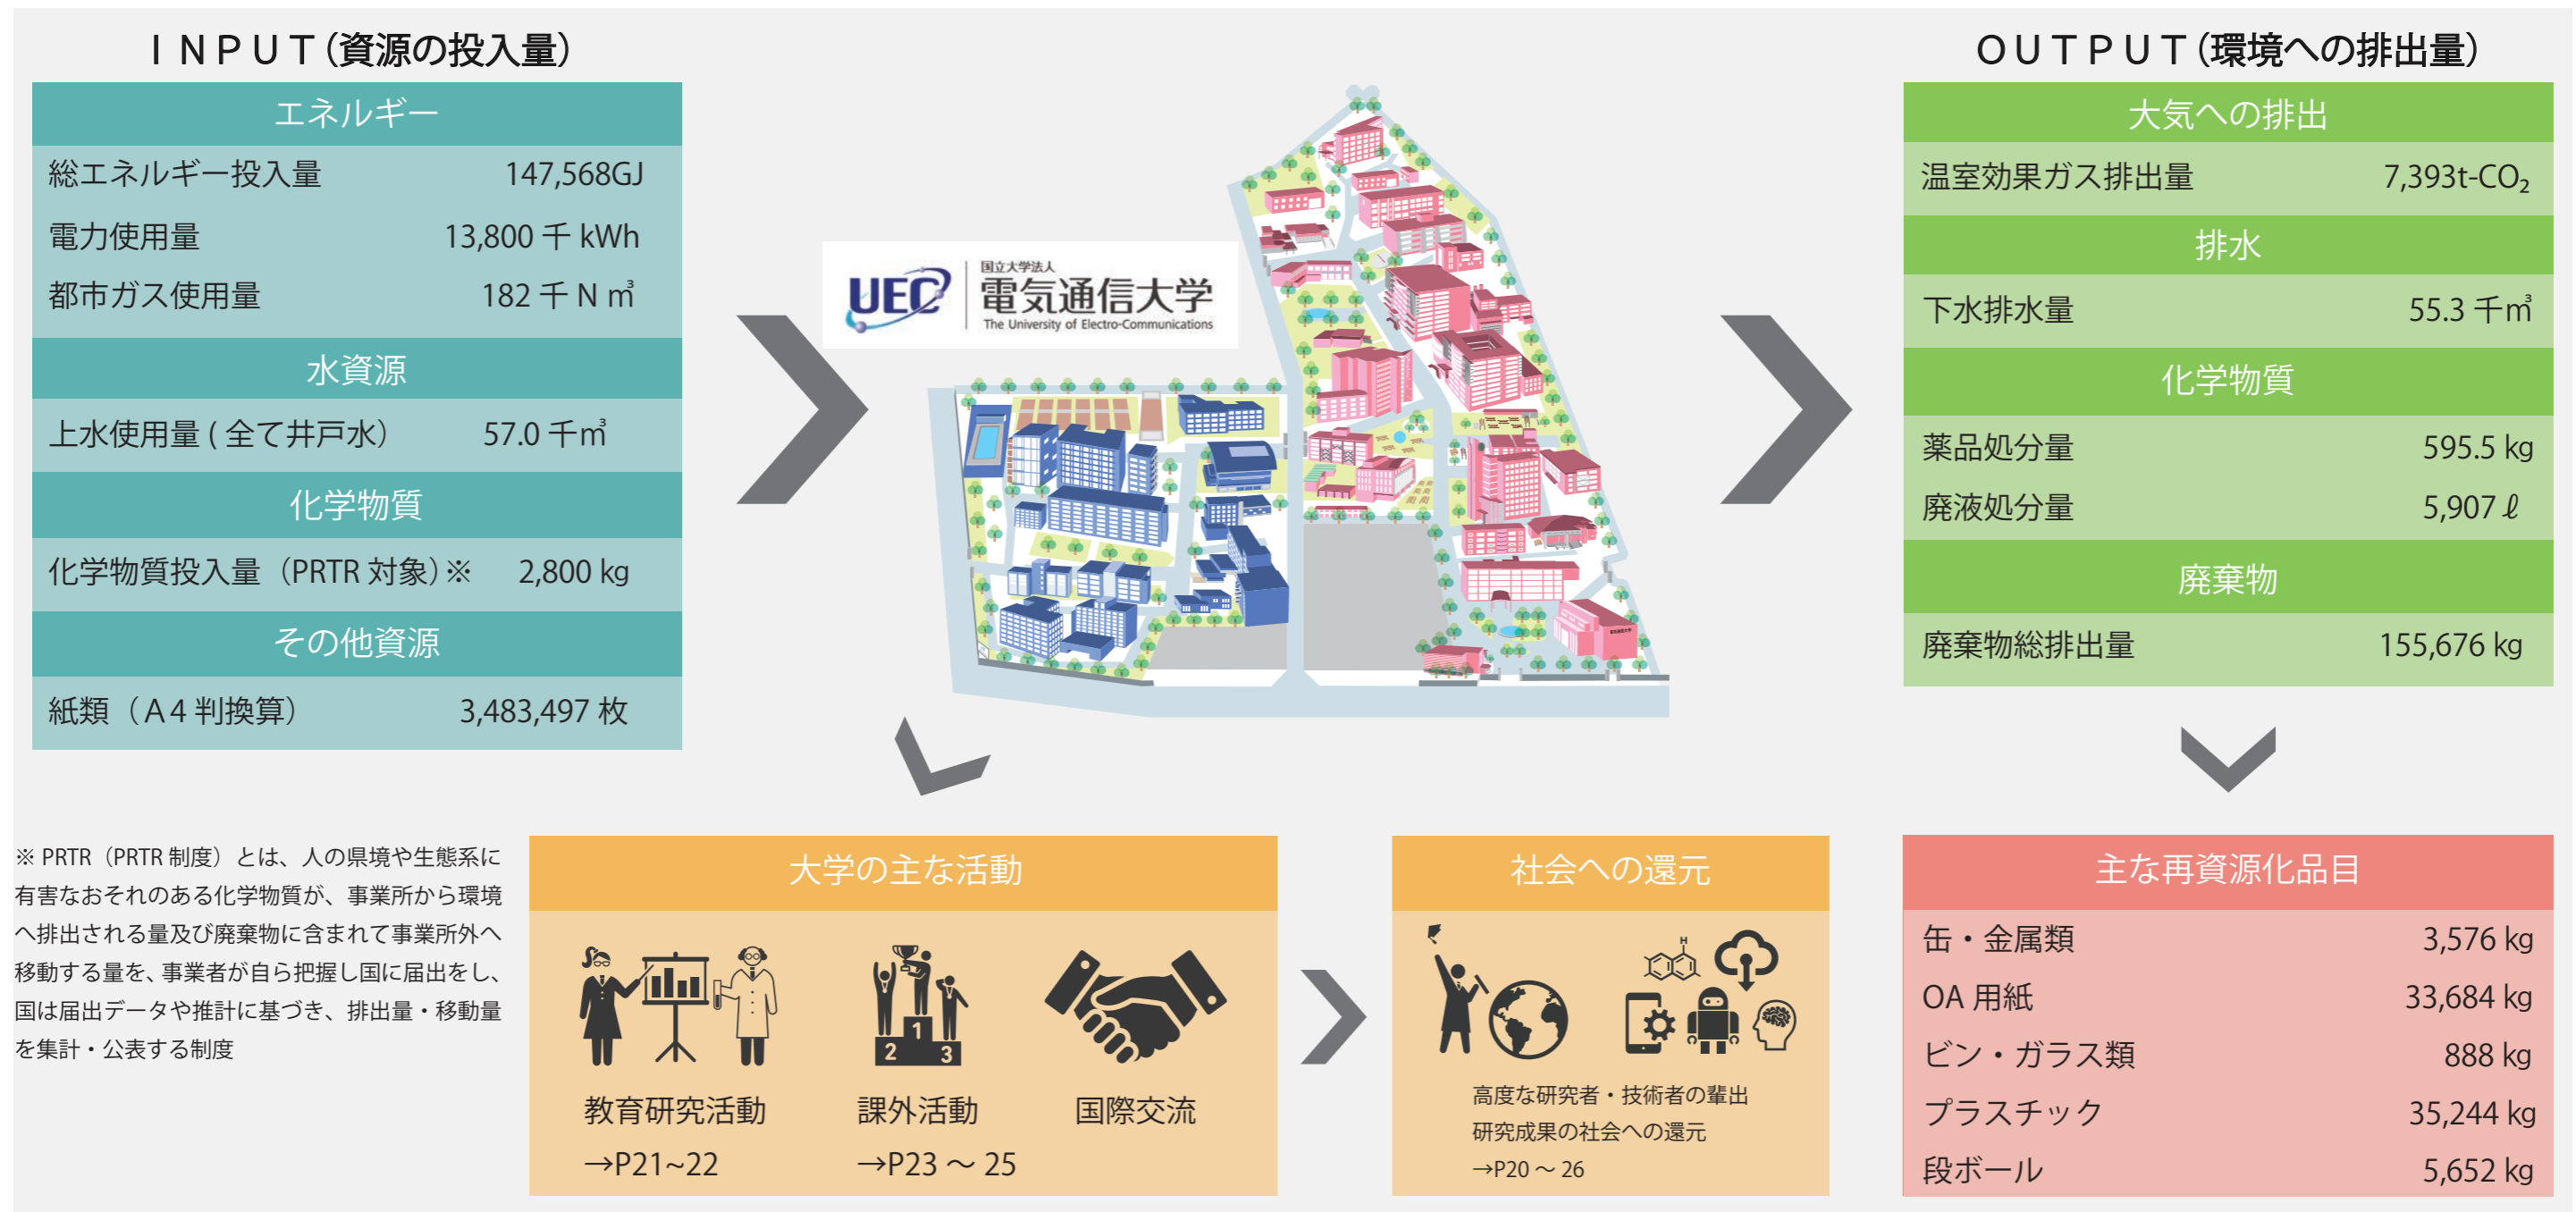 INPUT(資源の投入量)
エネルギー
総エネルギー投入量 147,568GJ
電力使用量 13,800 千 kWh
都市ガス使用量 182 千 N ㎥
水資源
上水使用量 ( 全て井戸水） 57.0 千㎥
化学物質
化学物質投入量（PRTR 対象)※ 2,800 kg
その他資源
紙類（A4 判換算） 3,483,497 枚
UEC
国立大学法人
電気通信大学
The University of Electro-Communications
OUTPUT(環境への排出量)
大気への排出
温室効果ガス排出量 7,393t-CO₂
排水
下水排水量 55.3 千㎥
化学物質
薬品処分量 595.5 kg
廃液処分量 5,907 ℓ
廃棄物
廃棄物総排出量 155,676 kg
※ PRTR（PRTR 制度）とは、人の県境や生態系に
有害なおそれのある化学物質が、事業所から環境
へ排出される量及び廃棄物に含まれて事業所外へ
移動する量を、事業者が自ら把握し国に届出をし、
国は届出データや推計に基づき、排出量・移動量
を集計・公表する制度
大学の主な活動
1
2
3
教育研究活動
→P21~22
課外活動
→P23 〜 25
国際交流
社会への還元
H
高度な研究者・技術者の輩出
研究成果の社会への還元
→P20 〜 26
主な再資源化品目
缶・金属類 3,576 kg
OA 用紙 33,684 kg
ビン・ガラス類 888 kg
プラスチック 35,244 kg
段ボール 5,652 kg